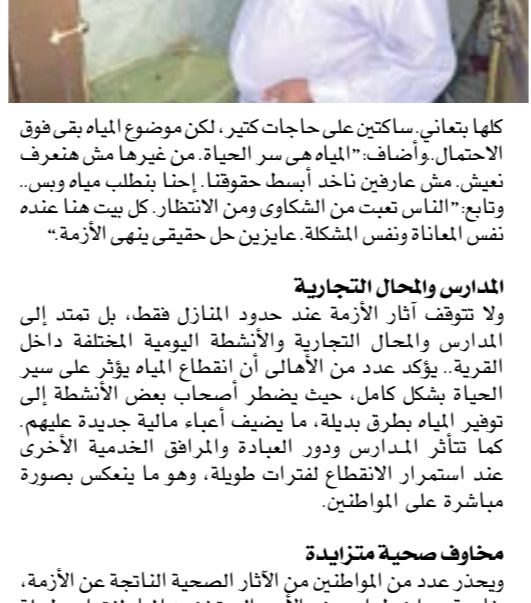 كلها بتعاني. ساكتين على حاجات كتير، لكن موضوع المياه بقى فوق
الاحتمال..وأضاف: "المياه هى سر الحياة. من غيرها مش هنعرف
نعيش. مش عارفين ناخد أبسط حقوقنا. إحنا بنطلب مياه وبس..
وتابع: "الناس تعبت من الشكاوى ومن الانتظار. كل بيت هنا عنده
نفس المعاناة ونفس المشكلة. عايزين حل حقيقى ينهى الأزمة."
المدارس والمحال التجارية
ولا تتوقف آثار الأزمة عند حدود المنازل فقط، بل تمتد إلى
المدارس والمحال التجارية والأنشطة اليومية المختلفة داخل
القرية.. يؤكد عدد من الأهالى أن انقطاع المياه يؤثر على سير
الحياة بشكل كامل، حيث يضطر أصحاب بعض الأنشطة إلى
توفير المياه بطرق بديلة، ما يضيف أعباء مالية جديدة عليهم.
كما تتأثر المدارس ودور العبادة والمرافق الخدمية الأخرى
عند استمرار الانقطاع لفترات طويلة، وهو ما ينعكس بصورة
مباشرة على المواطنين.
مخاوف صحية متزايدة
ويحذر عدد من المواطنين من الآثار الصحية الناتجة عن الأزمة،